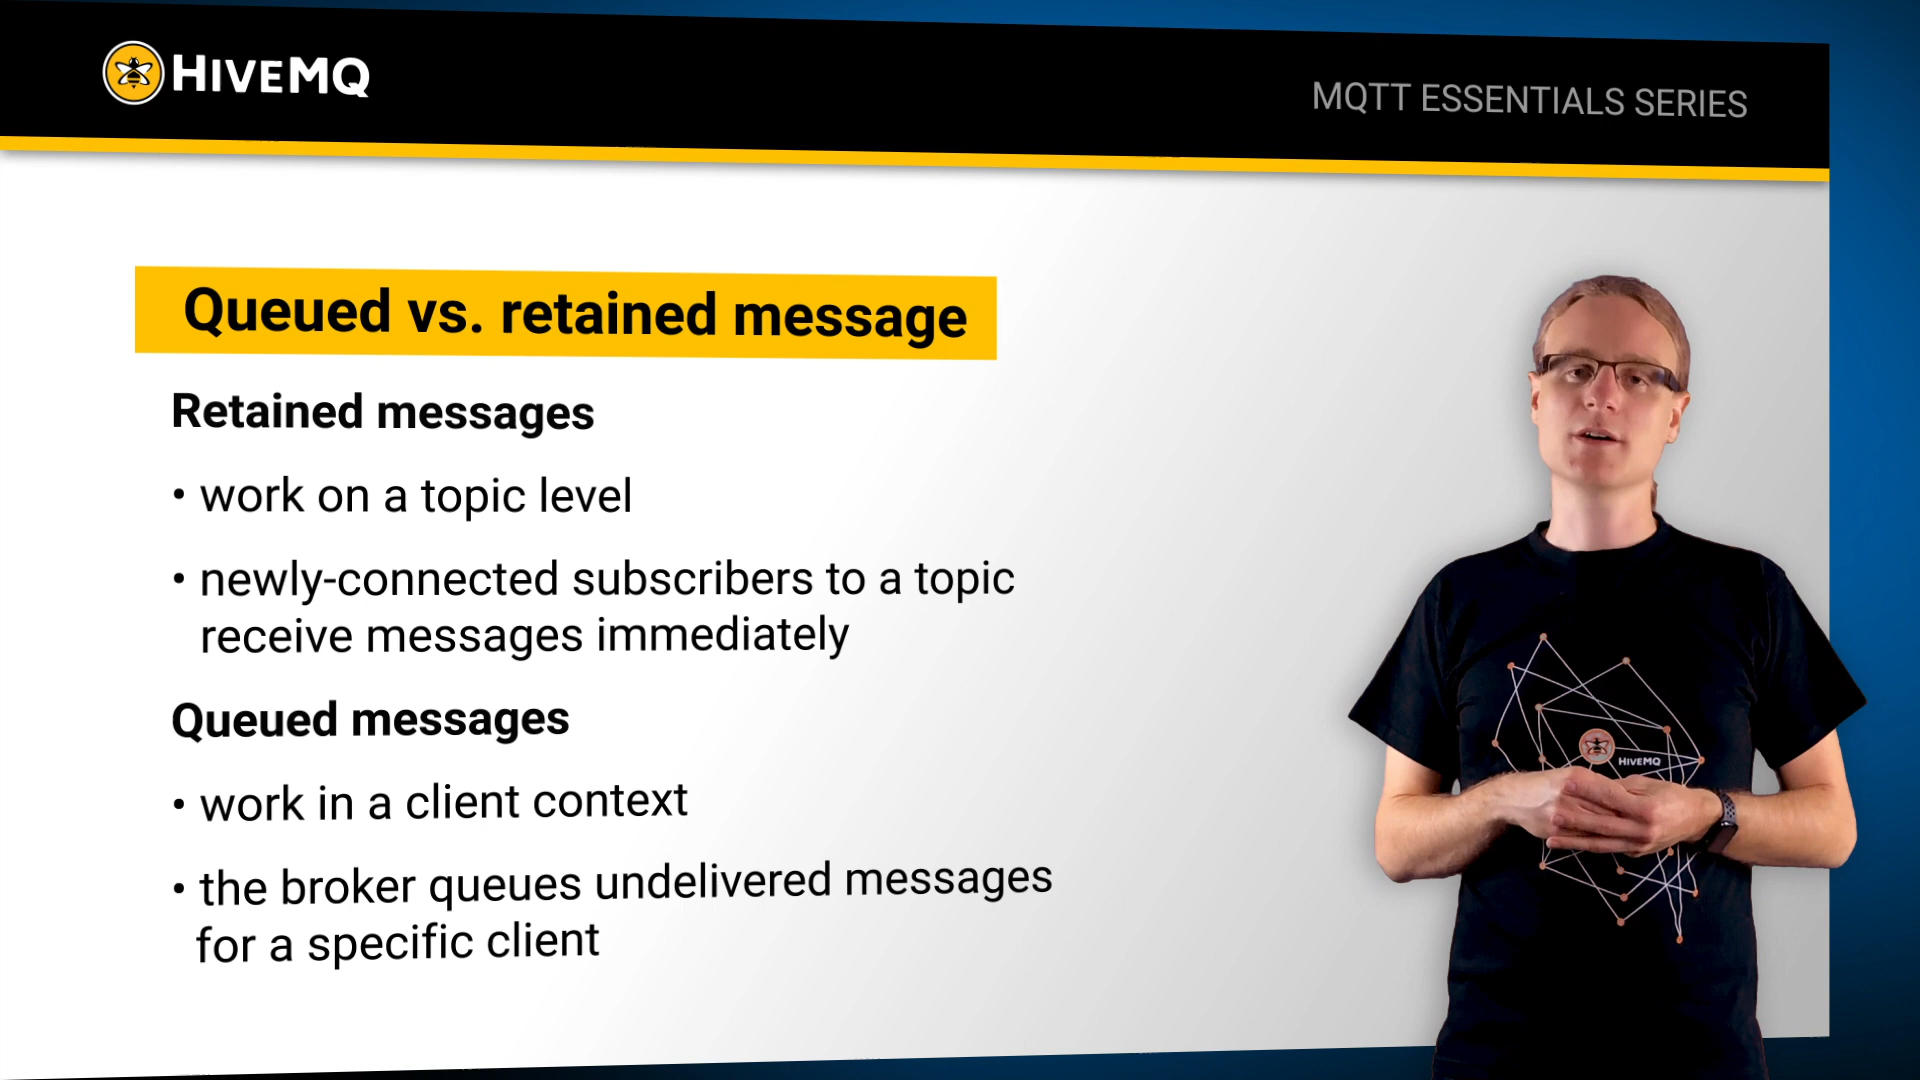 HIVEMQ
MQTT ESSENTIALS SERIES
Queued vs. retained message
Retained messages
• work on a topic level
• newly-connected subscribers to a topic
receive messages immediately
Queued messages
• work in a client context
• the broker queues undelivered messages
for a specific client
HIVEMQ